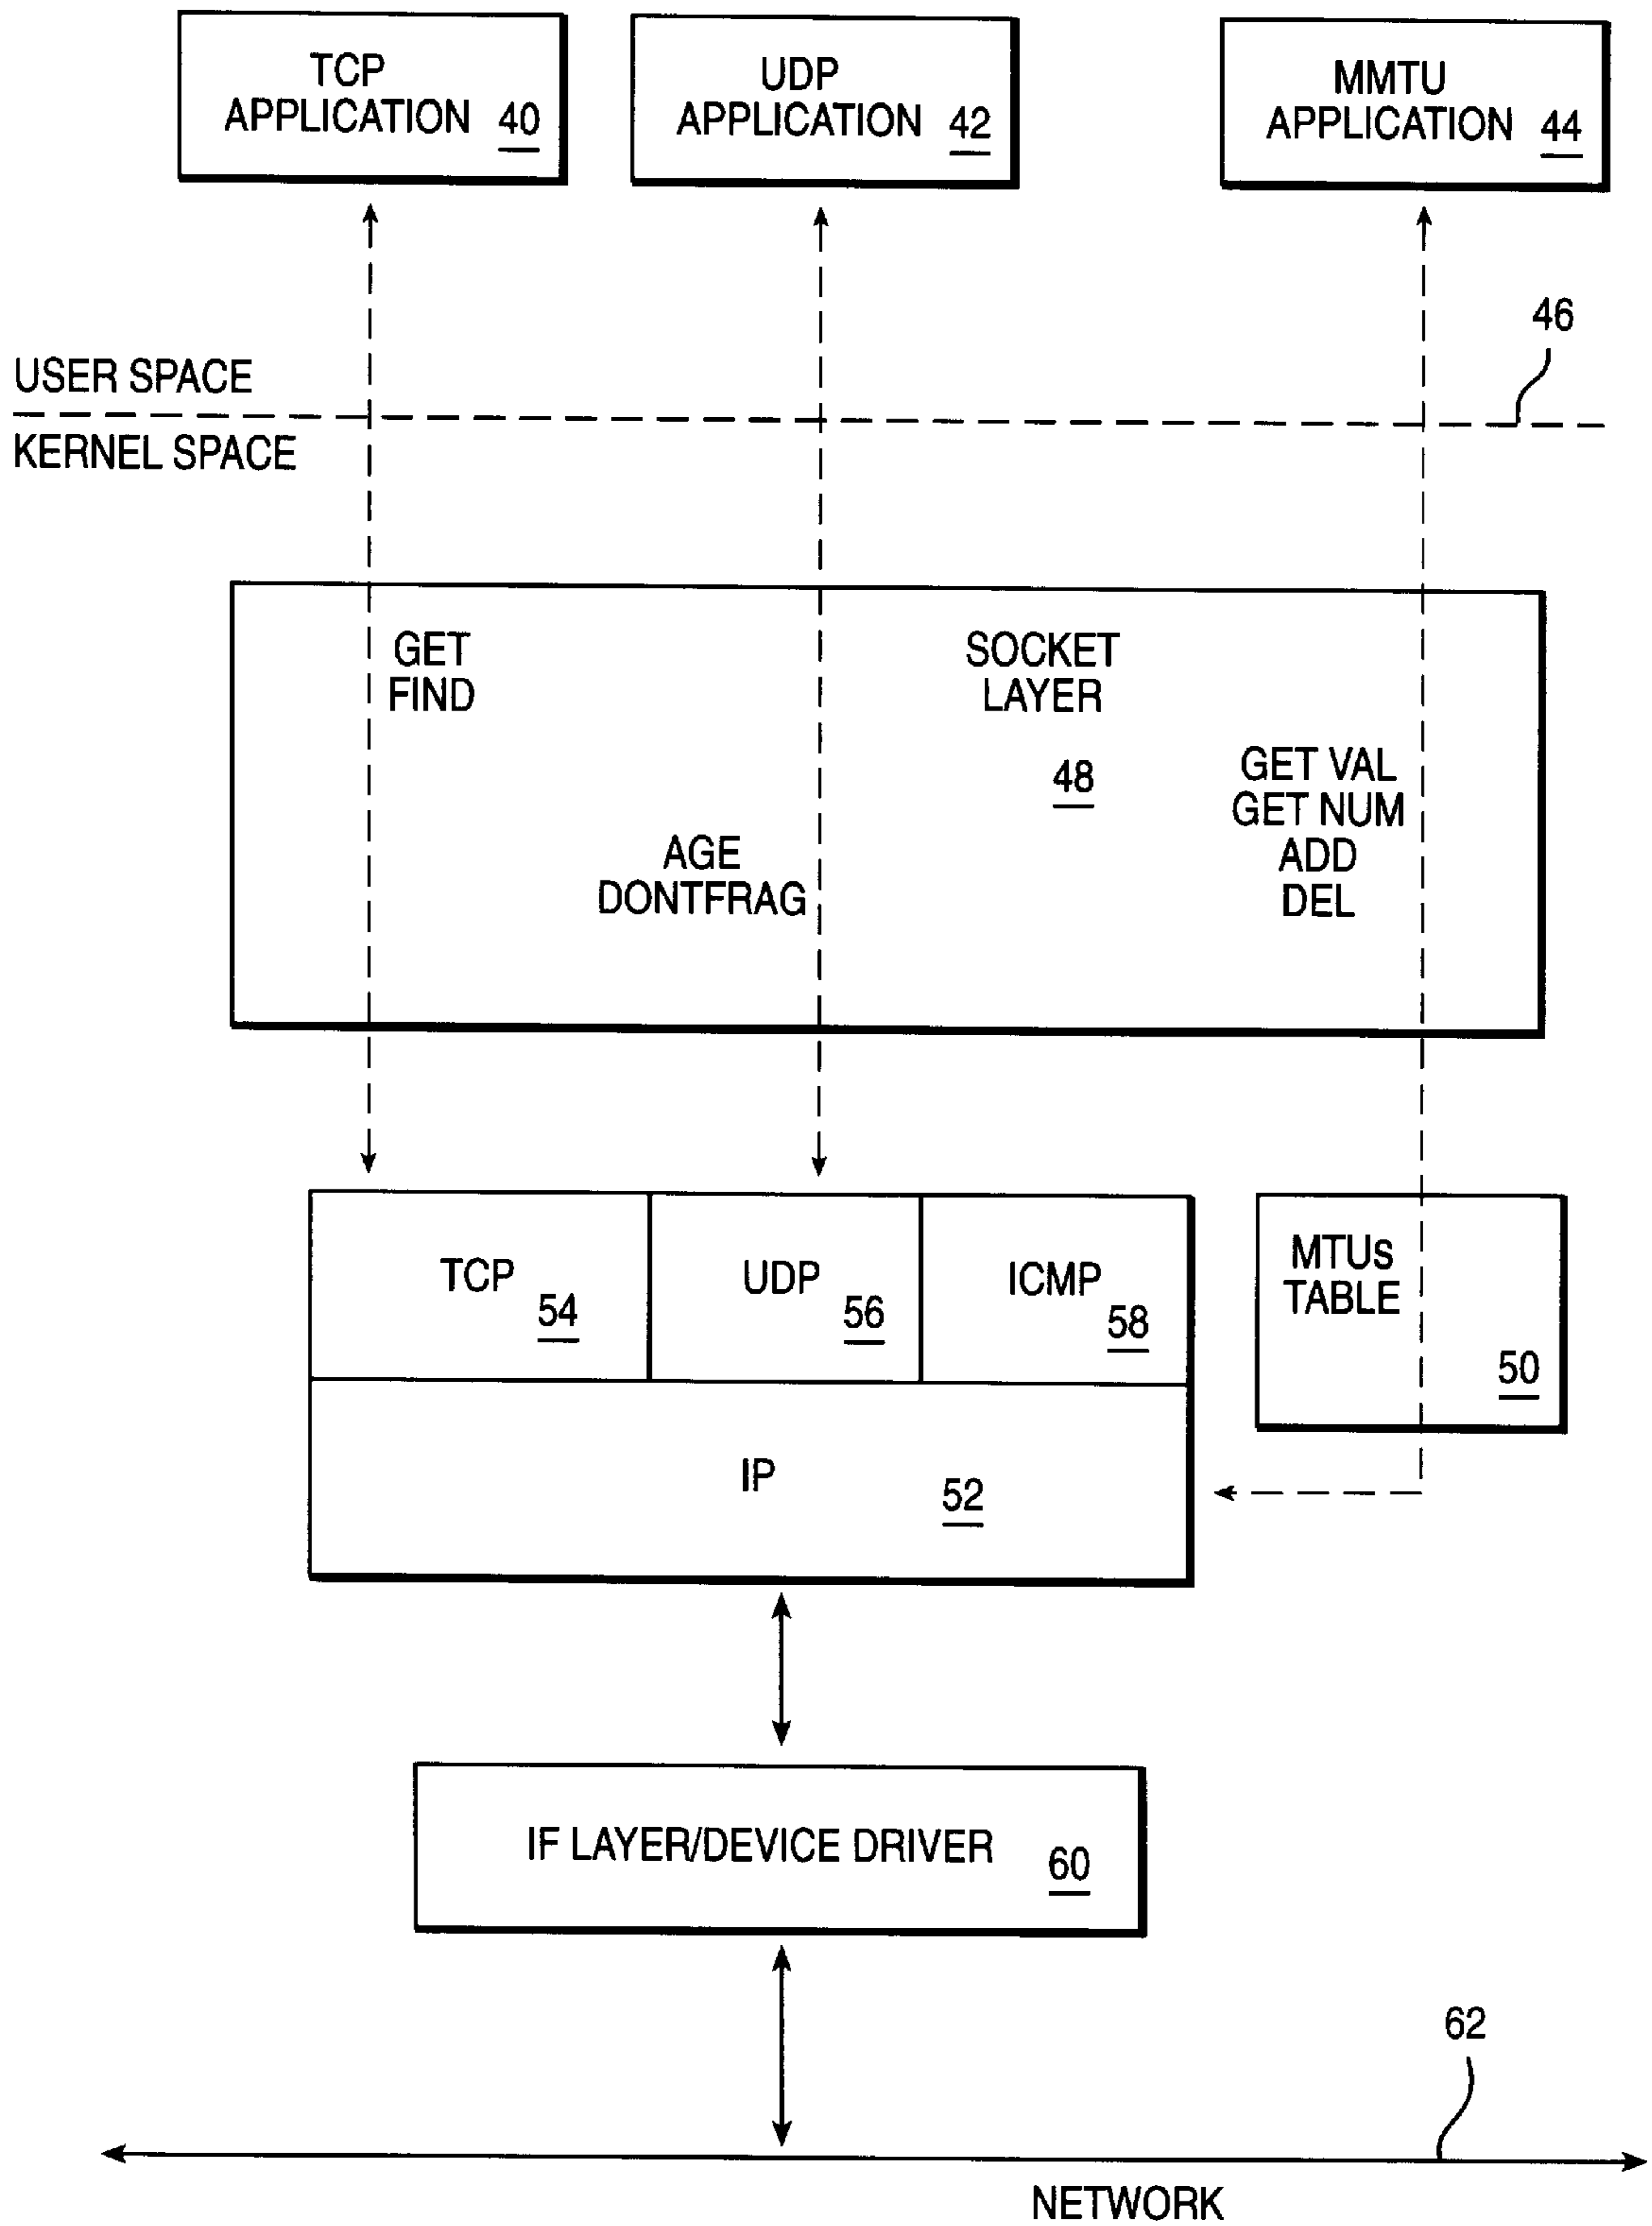 TCP
APPLICATION 40
UDP
APPLICATION 42
MMTU
APPLICATION 44
46
USER SPACE
KERNEL SPACE
GET
FIND
SOCKET
LAYER
48
GET VAL
GET NUM
ADD
DEL
AGE
DONTFRAG
TCP 54
UDP 56
ICMP 58
MTUs
TABLE
50
IP 52
IF LAYER/DEVICE DRIVER 60
62
NETWORK